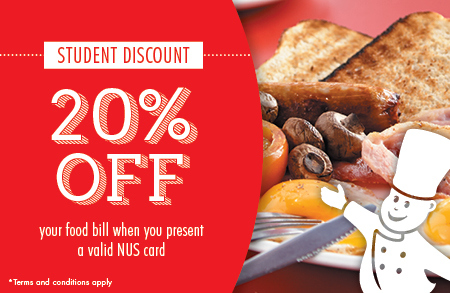 STUDENT DISCOUNT
20%
OFF
your food bill when you present
a valid NUS card
*Terms and conditions apply